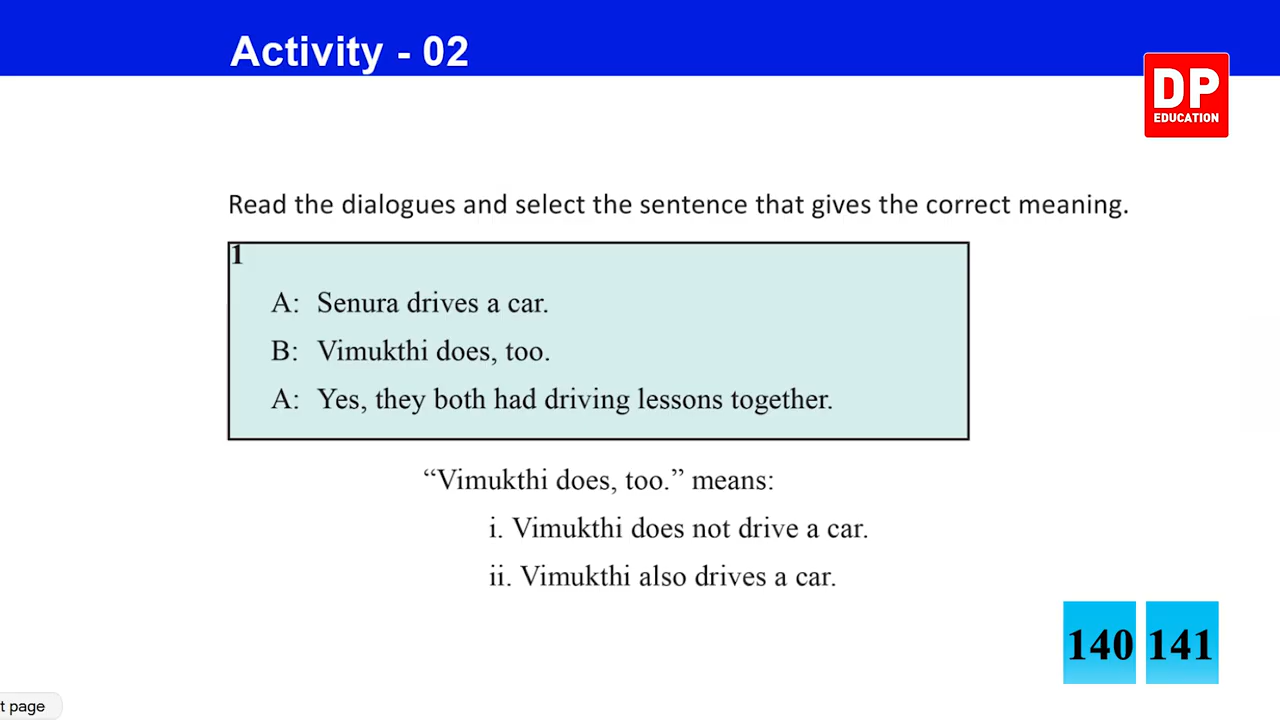 Activity - 02
DP
EDUCATION
Read the dialogues and select the sentence that gives the correct meaning.
1
A: Senura drives a car.
B: Vimukthi does, too.
A: Yes, they both had driving lessons together.
“Vimukthi does, too.” means:
i. Vimukthi does not drive a car.
ii. Vimukthi also drives a car.
140 141
t page